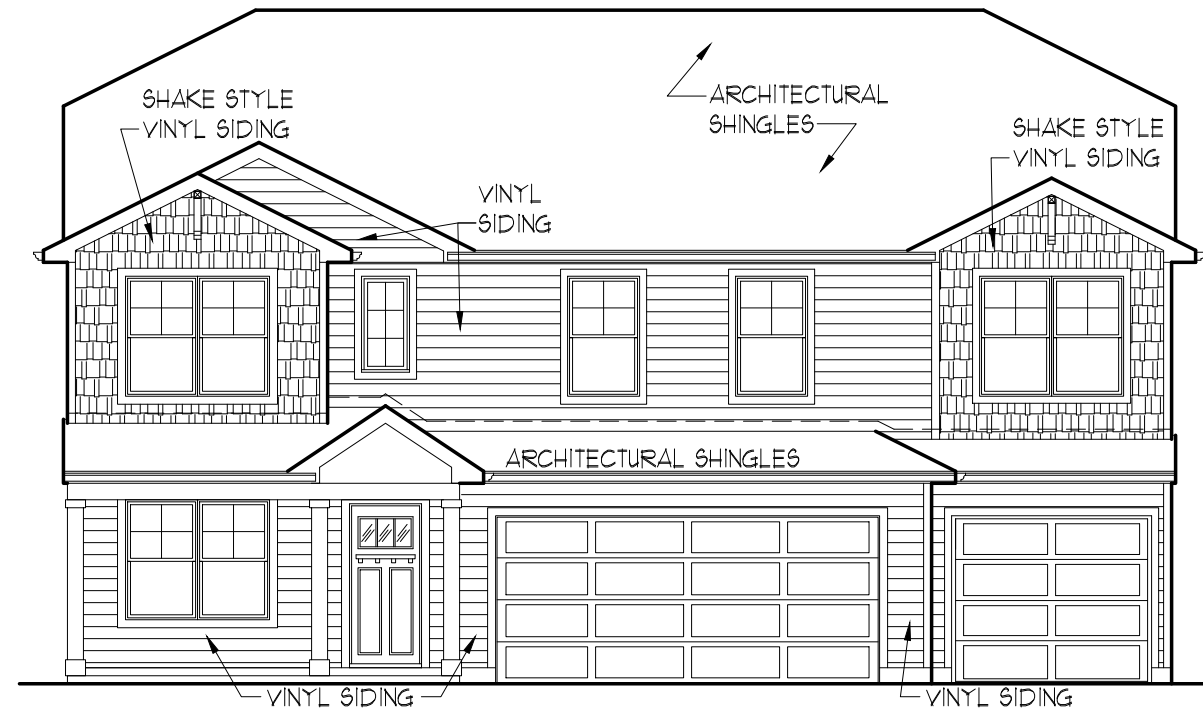 SHAKE STYLE
VINYL SIDING
ARCHITECTURAL
SHINGLES
SHAKE STYLE
VINYL SIDING
VINYL
SIDING
ARCHITECTURAL SHINGLES
VINYL SIDING
VINYL SIDING